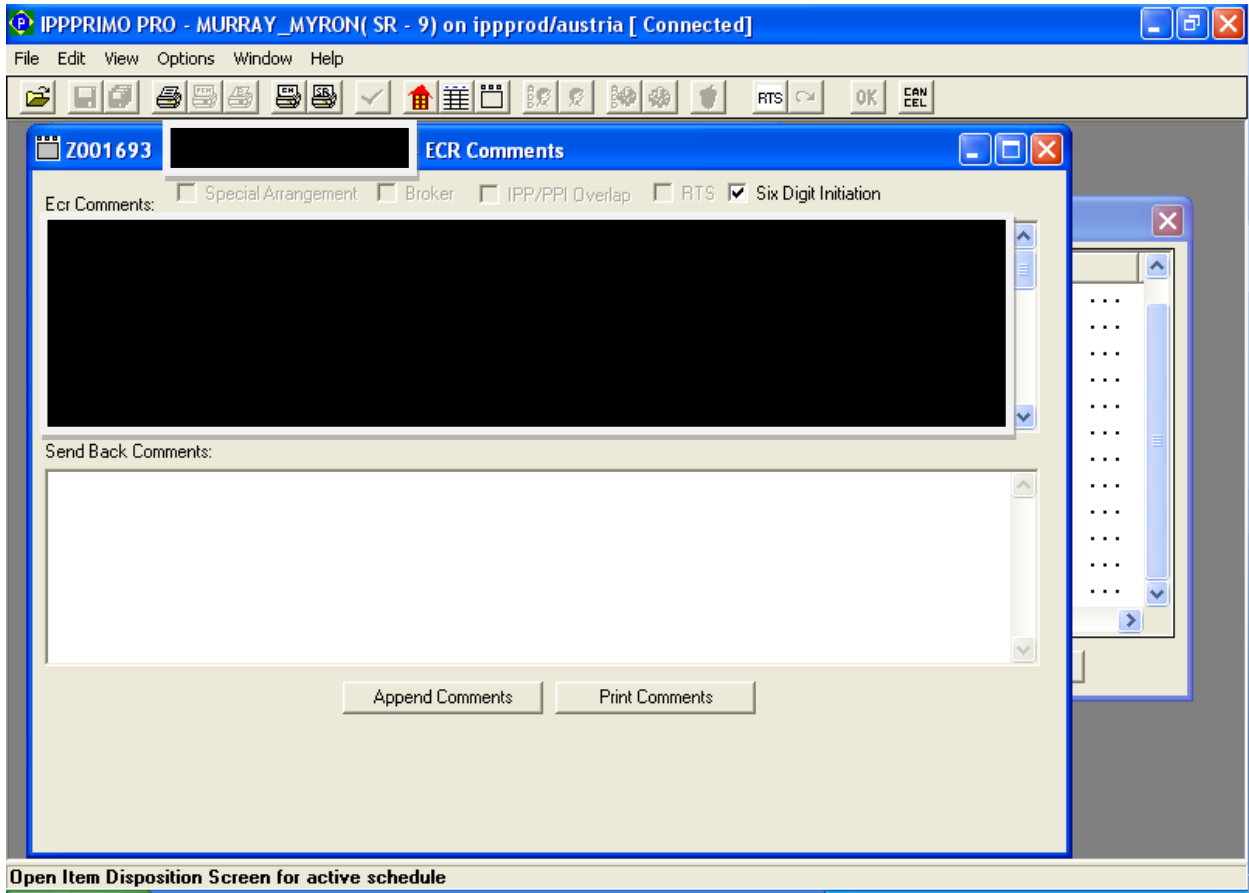 IPPPRIMO PRO - MURRAY_MYRON( SR - 9) on ippprod/austria [ Connected]
File Edit View Options Window Help
RTS OK CAN CEL
Z001693 ECR Comments
Special Arrangement Broker IPP/PPI Overlap RTS Six Digit Initiation
Ecr Comments:
...
...
...
...
...
...
...
...
...
...
...
...
Send Back Comments:
Append Comments Print Comments
Open Item Disposition Screen for active schedule